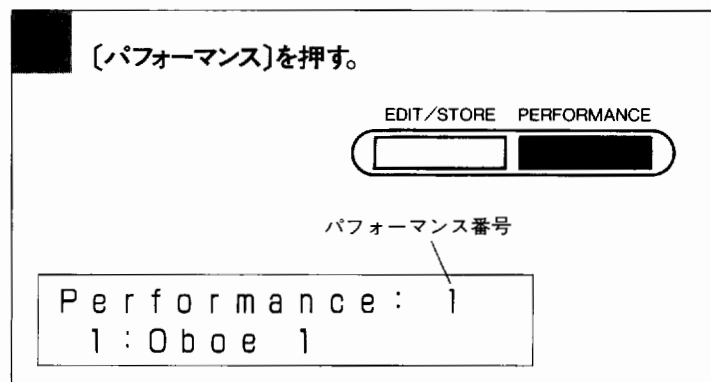 〔パフォーマンス〕を押す。
EDIT／STORE PERFORMANCE
パフォーマンス番号
Performance: 1
1:Oboe 1